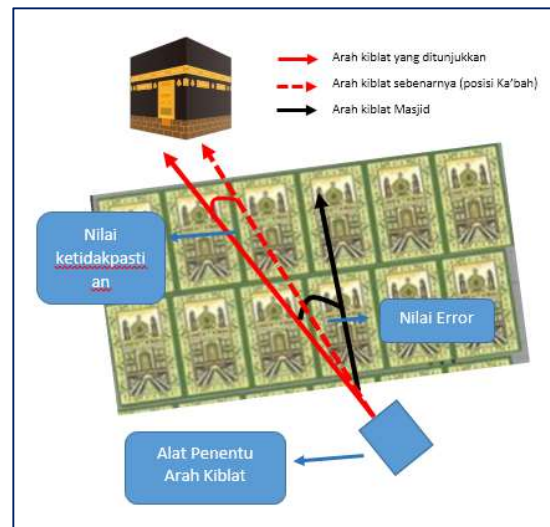 Arah kiblat yang ditunjukkan
Arah kiblat sebenarnya (posisi Ka’bah)
Arah kiblat Masjid
Nilai
ketidakpasti
an
Nilai Error
Alat Penentu
Arah Kiblat